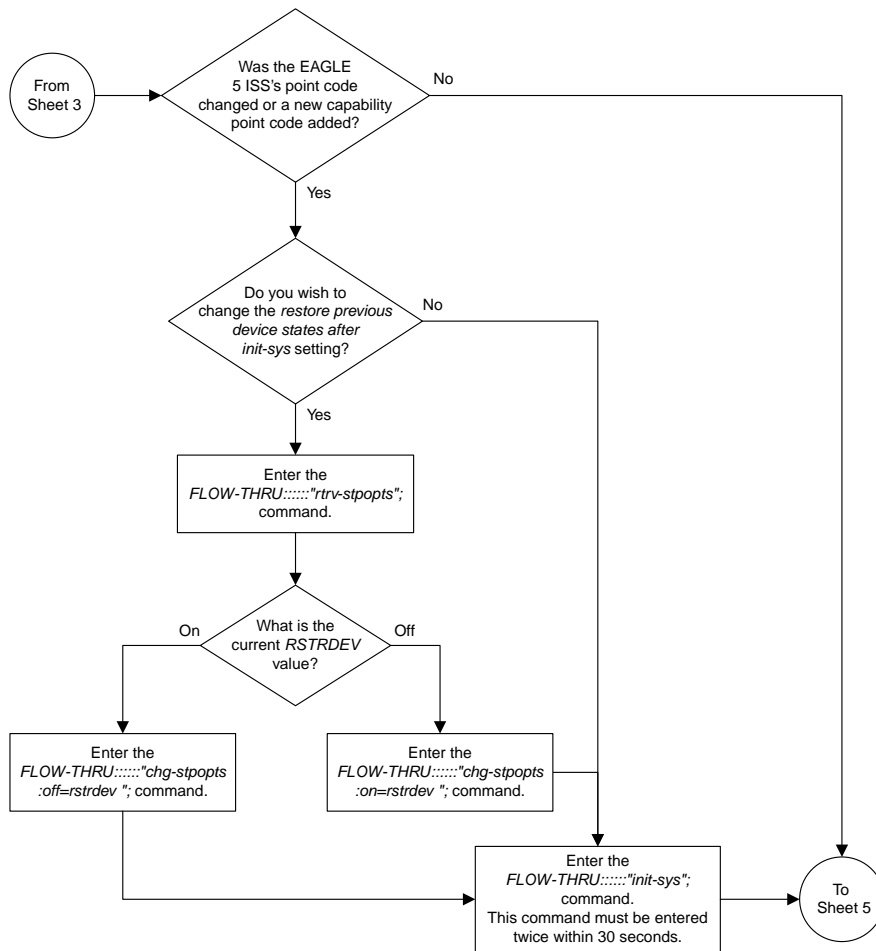 From
Sheet 3
Was the EAGLE
5 ISS's point code
changed or a new capability
point code added?
No
Yes
Do you wish to
change the restore previous
device states after
init-sys setting?
No
Yes
Enter the
FLOW-THRU::::::"rtrv-stpopts";
command.
What is the
current RSTRDEV
value?
On
Off
Enter the
FLOW-THRU::::::"chg-stpopts
:off=rstrdev "; command.
Enter the
FLOW-THRU::::::"chg-stpopts
:on=rstrdev "; command.
Enter the
FLOW-THRU::::::"init-sys";
command.
This command must be entered
twice within 30 seconds.
To
Sheet 5